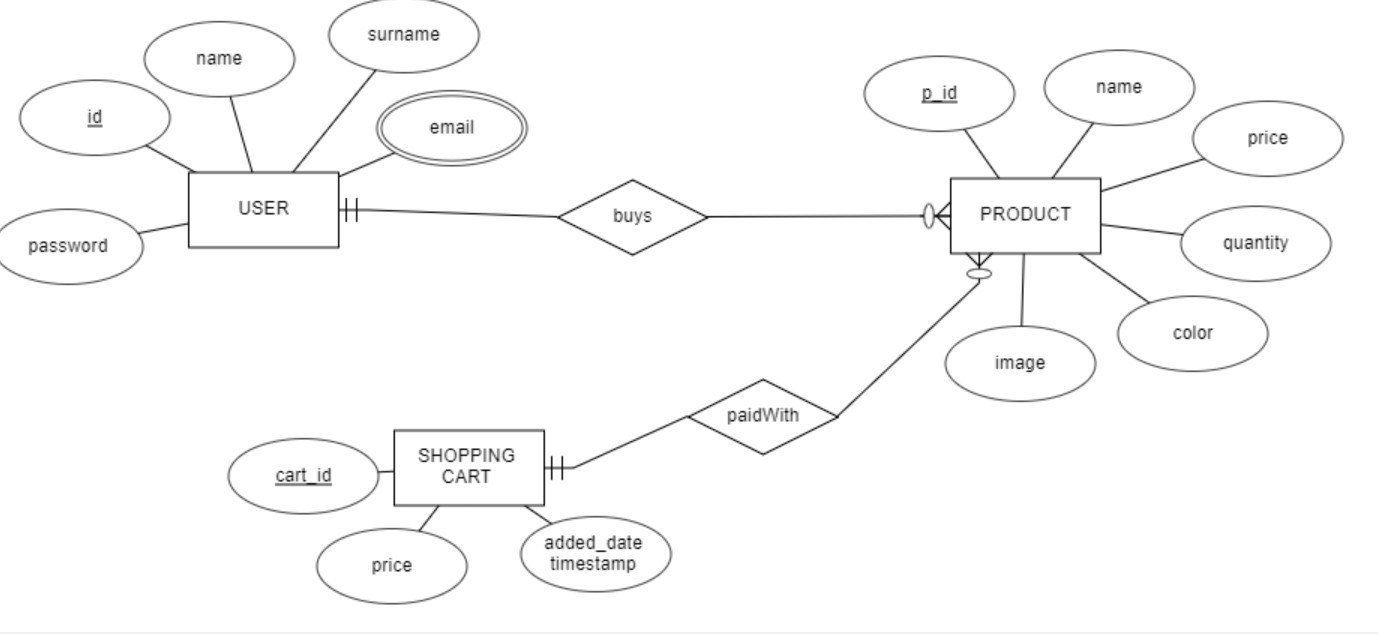 surname
name
id
email
password
USER
buys
p_id
name
price
PRODUCT
quantity
color
image
paidWith
SHOPPING
CART
cart_id
price
added_date
timestamp